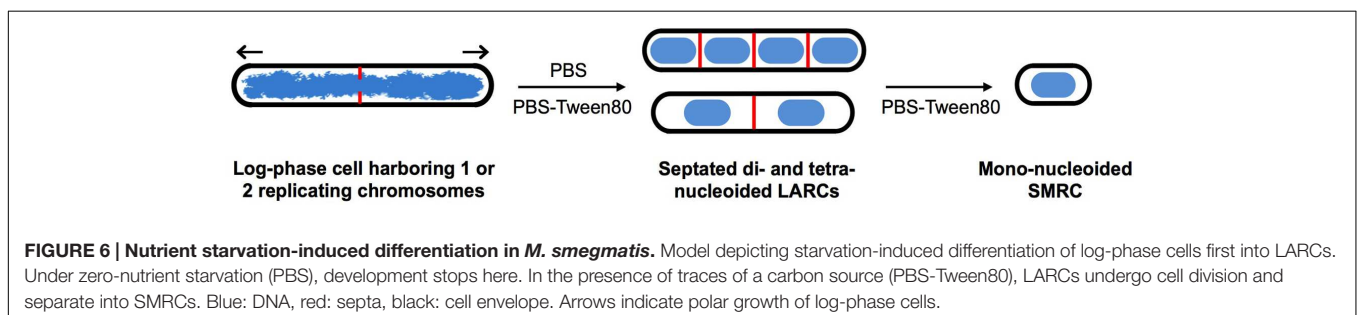 PBS
PBS-Tween80
PBS-Tween80
Log-phase cell harboring 1 or
2 replicating chromosomes
Septated di- and tetra-
nucleoided LARCs
Mono-nucleoided
SMRC
FIGURE 6 | Nutrient starvation-induced differentiation in M. smegmatis. Model depicting starvation-induced differentiation of log-phase cells first into LARCs.
Under zero-nutrient starvation (PBS), development stops here. In the presence of traces of a carbon source (PBS-Tween80), LARCs undergo cell division and
separate into SMRCs. Blue: DNA, red: septa, black: cell envelope. Arrows indicate polar growth of log-phase cells.